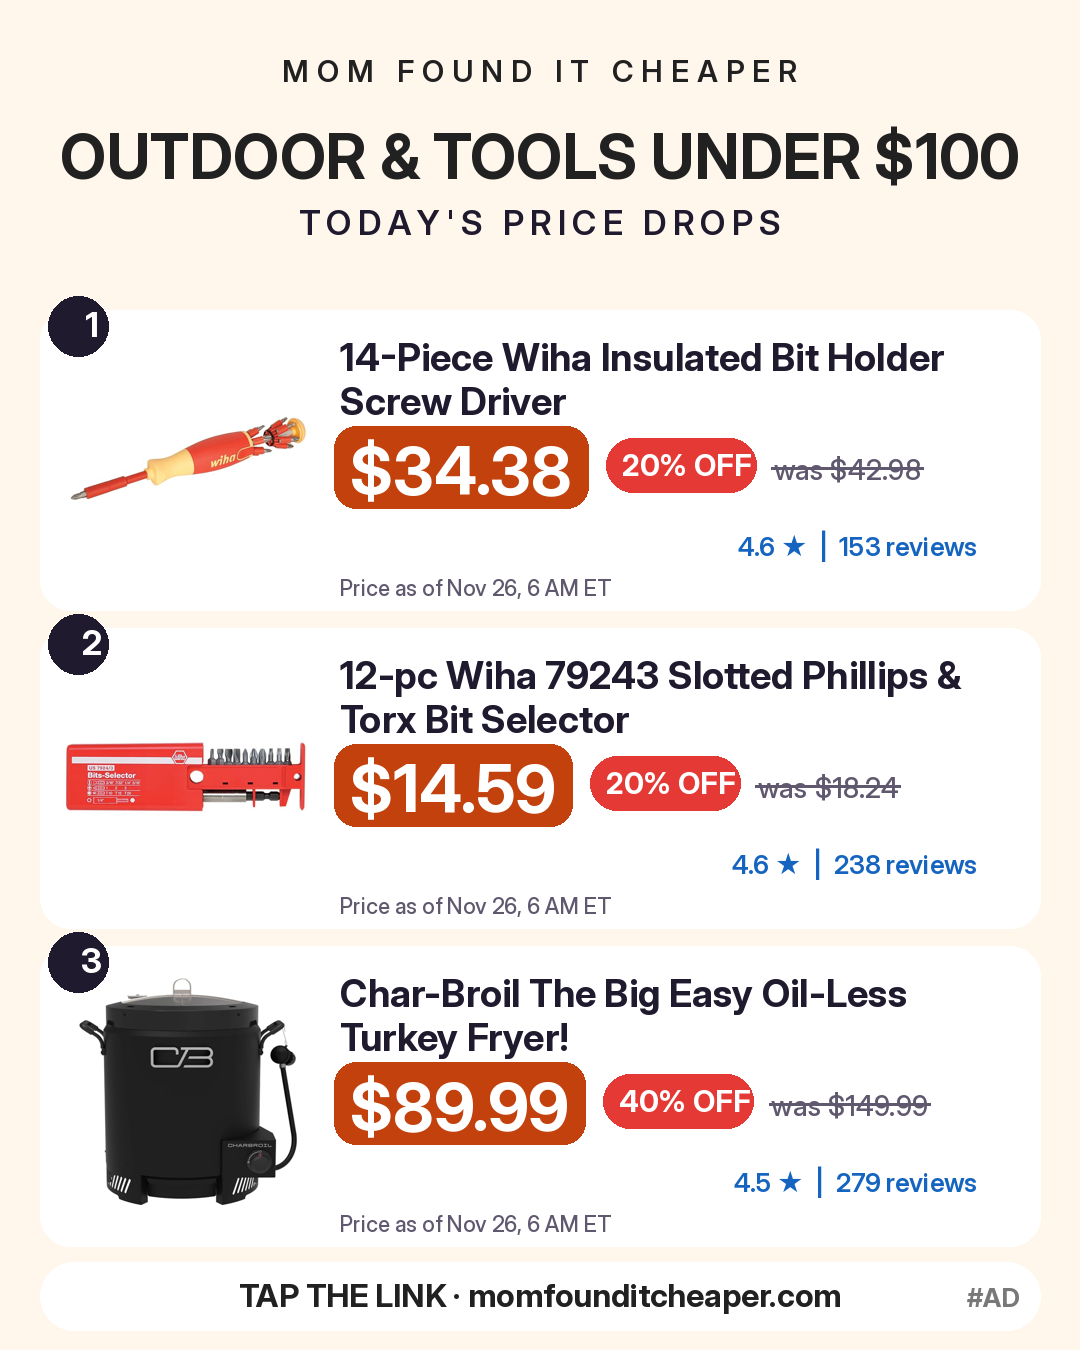 MOM FOUND IT CHEAPER
OUTDOOR & TOOLS UNDER $100
TODAY'S PRICE DROPS
1
wiha
14-Piece Wiha Insulated Bit Holder
Screw Driver
$34.38
20% OFF
was $42.98
4.6 ★ | 153 reviews
Price as of Nov 26, 6 AM ET
2
Bits-Selector
12-pc Wiha 79243 Slotted Phillips &
Torx Bit Selector
$14.59
20% OFF
was $18.24
4.6 ★ | 238 reviews
Price as of Nov 26, 6 AM ET
3
CB
CHARBROIL
Char-Broil The Big Easy Oil-Less
Turkey Fryer!
$89.99
40% OFF
was $149.99
4.5 ★ | 279 reviews
Price as of Nov 26, 6 AM ET
TAP THE LINK · momfounditcheaper.com
#AD